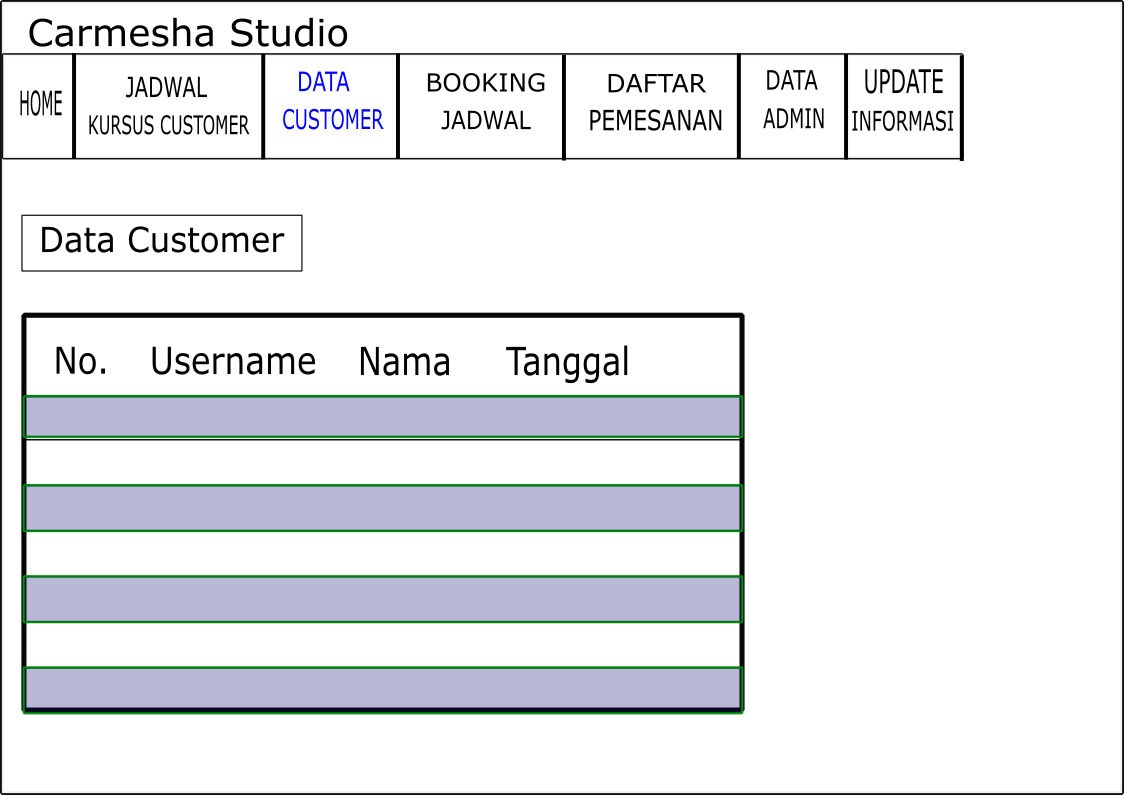 Carmesha Studio
HOME
JADWAL
KURSUS CUSTOMER
DATA
CUSTOMER
BOOKING
JADWAL
DAFTAR
PEMESANAN
DATA
ADMIN
UPDATE
INFORMASI
Data Customer
No. Username Nama Tanggal